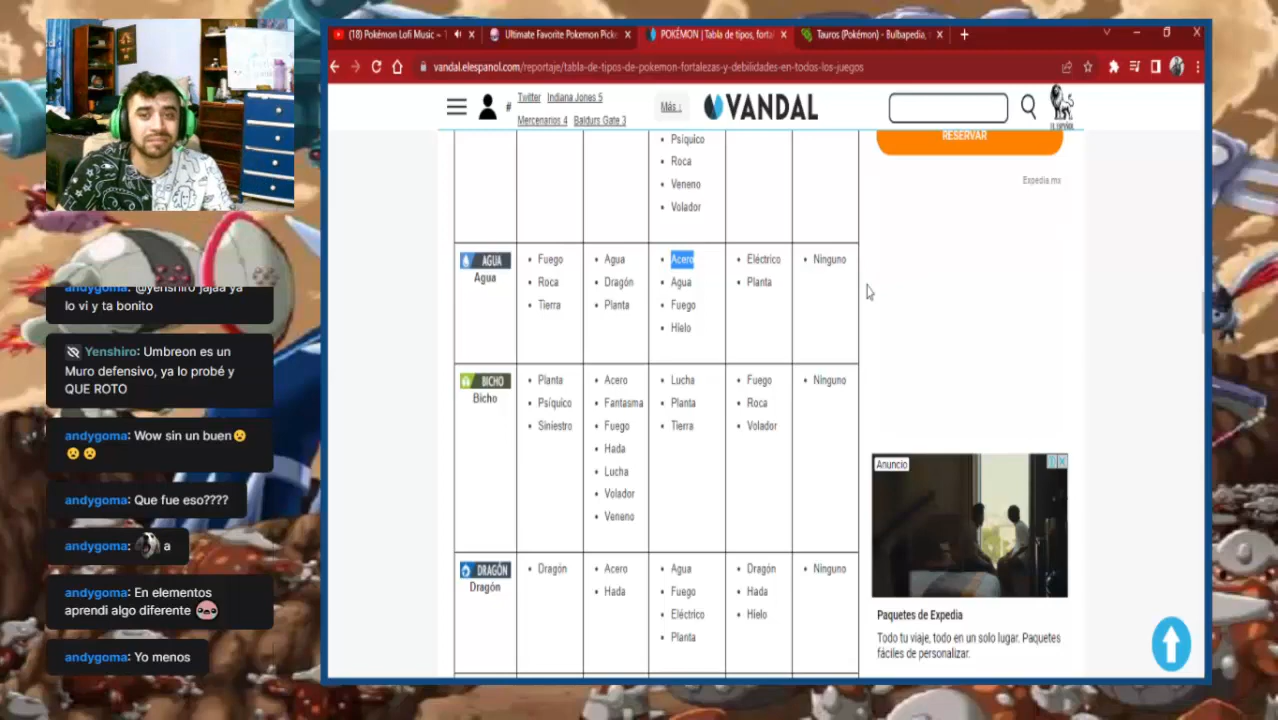 (18) Pokémon Lofi Music ~
Ultimate Favorite Pokemon Pick
POKÉMON | Tabla de tipos, forta
Tauros (Pokémon) - Bulbapedia,
vandal.elespanol.com/reportaje/tabla-de-tipos-de-pokemon-fortalezas-y-debilidades-en-todos-los-juegos
# Twitter Indiana Jones 5
Mercenarios 4 Baldurs Gate 3
Más ↓
VANDAL
EL ESPAÑOL
Psíquico
Roca
Veneno
Volador
RESERVAR
Expedia.mx
AGUA
Agua
Fuego
Roca
Tierra
Agua
Dragón
Planta
Acero
Agua
Fuego
Hielo
Eléctrico
Planta
Ninguno
BICHO
Bicho
Planta
Psíquico
Siniestro
Acero
Fantasma
Fuego
Hada
Lucha
Volador
Veneno
Lucha
Planta
Tierra
Fuego
Roca
Volador
Ninguno
DRAGÓN
Dragón
Dragón
Acero
Hada
Agua
Fuego
Eléctrico
Planta
Dragón
Hada
Hielo
Ninguno
Anuncio
Paquetes de Expedia
Todo tu viaje, todo en un solo lugar. Paquetes
fáciles de personalizar.
andygoma: @yenshiro jajaa ya
lo vi y ta bonito
Yenshiro: Umbreon es un
Muro defensivo, ya lo probé y
QUE ROTO
andygoma: Wow sin un buen😮
😮 😮
andygoma: Que fue eso????
andygoma: a
andygoma: En elementos
aprendi algo diferente
andygoma: Yo menos